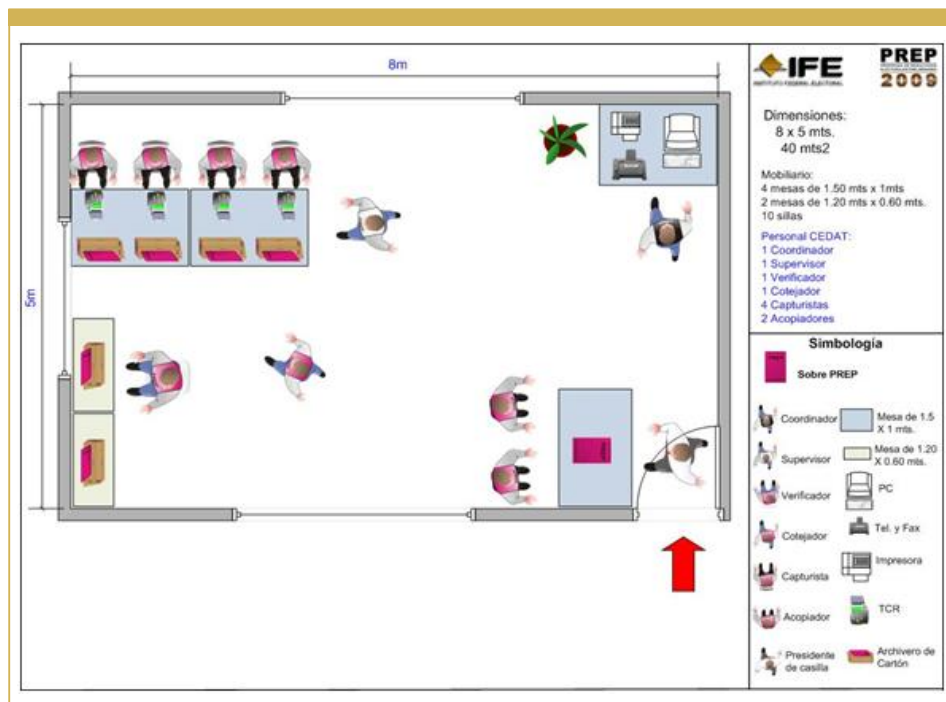 8m
5m
IFE
INSTITUTO FEDERAL ELECTORAL
PREP
2009
Dimensiones:
8 x 5 mts.
40 mts2
Mobiliario:
4 mesas de 1.50 mts x 1mts
2 mesas de 1.20 mts x 0.60 mts.
10 sillas
Personal CEDAT:
1 Coordinador
1 Supervisor
1 Verificador
1 Cotejador
4 Capturistas
2 Acopiadores
Simbología
Sobre PREP
Coordinador
Mesa de 1.5
X 1 mts.
Supervisor
Mesa de 1.20
X 0.60 mts.
Verificador
PC
Cotejador
Tel. y Fax
Capturista
Impresora
Acopiador
TCR
Presidente
de casilla
Archivero de
Cartón